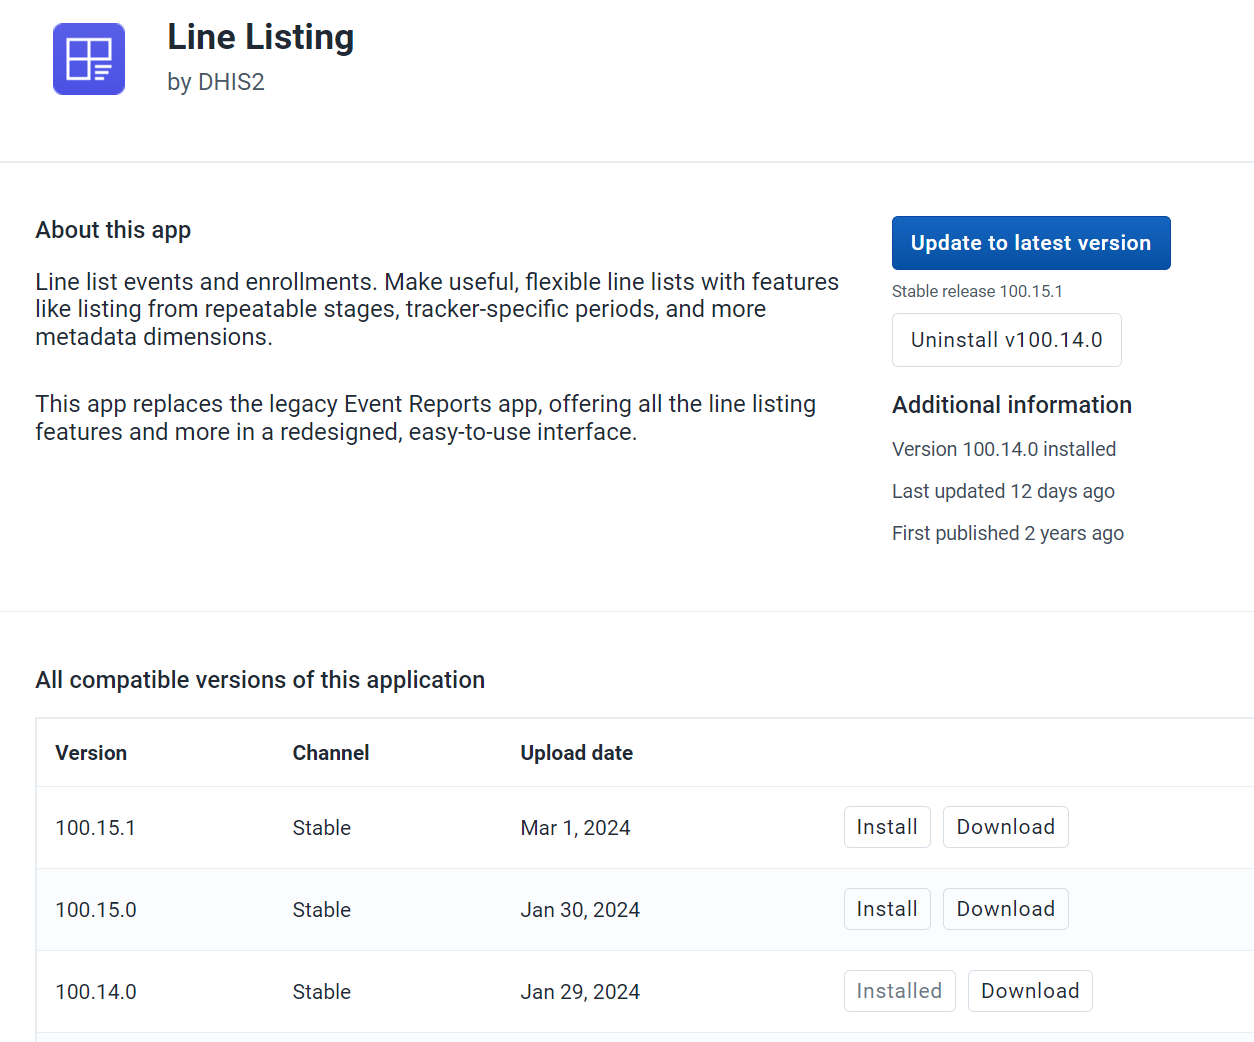 Line Listing
by DHIS2
About this app
Line list events and enrollments. Make useful, flexible line lists with features
like listing from repeatable stages, tracker-specific periods, and more
metadata dimensions.
This app replaces the legacy Event Reports app, offering all the line listing
features and more in a redesigned, easy-to-use interface.
Update to latest version
Stable release 100.15.1
Uninstall v100.14.0
Additional information
Version 100.14.0 installed
Last updated 12 days ago
First published 2 years ago
All compatible versions of this application
Version Channel Upload date
100.15.1 Stable Mar 1, 2024 Install Download
100.15.0 Stable Jan 30, 2024 Install Download
100.14.0 Stable Jan 29, 2024 Installed Download